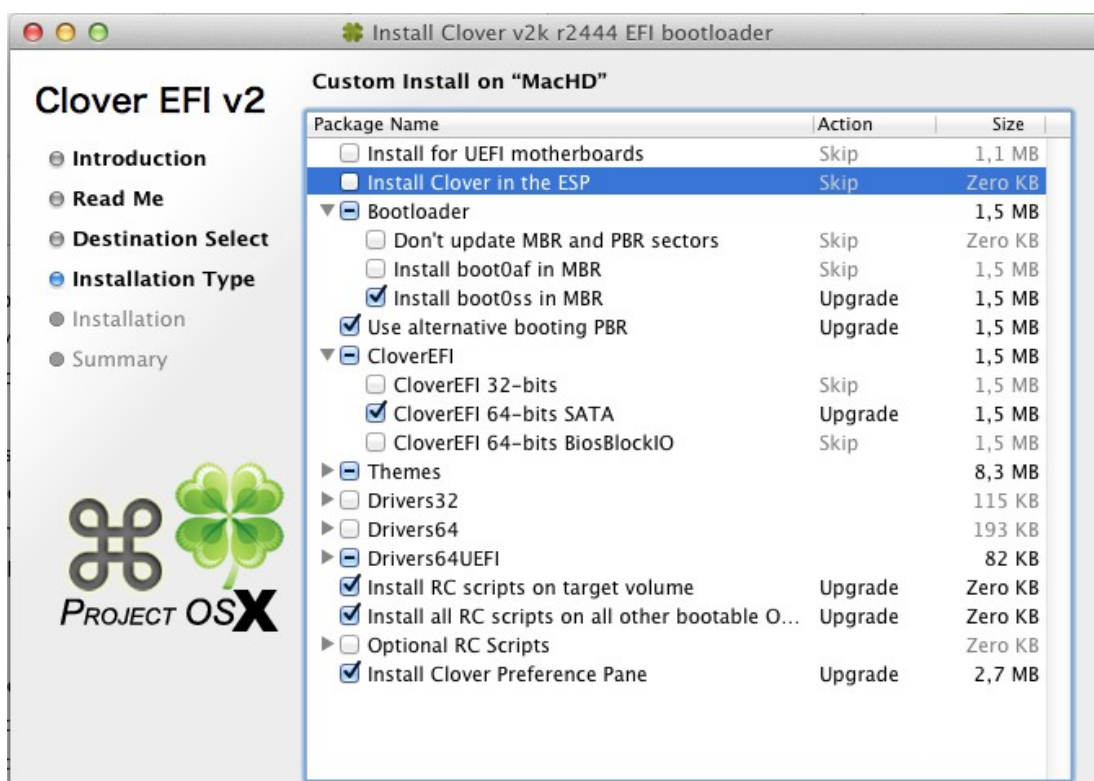 Install Clover v2k r2444 EFI bootloader
Clover EFI v2
Introduction
Read Me
Destination Select
Installation Type
Installation
Summary
PROJECT OSX
Custom Install on “MacHD”
Package Name Action Size
Install for UEFI motherboards Skip 1,1 MB
Install Clover in the ESP Skip Zero KB
Bootloader 1,5 MB
Don't update MBR and PBR sectors Skip Zero KB
Install boot0af in MBR Skip 1,5 MB
Install boot0ss in MBR Upgrade 1,5 MB
Use alternative booting PBR Upgrade 1,5 MB
CloverEFI 1,5 MB
CloverEFI 32-bits Skip 1,5 MB
CloverEFI 64-bits SATA Upgrade 1,5 MB
CloverEFI 64-bits BiosBlockIO Skip 1,5 MB
Themes 8,3 MB
Drivers32 115 KB
Drivers64 193 KB
Drivers64UEFI 82 KB
Install RC scripts on target volume Upgrade Zero KB
Install all RC scripts on all other bootable O... Upgrade Zero KB
Optional RC Scripts Zero KB
Install Clover Preference Pane Upgrade 2,7 MB